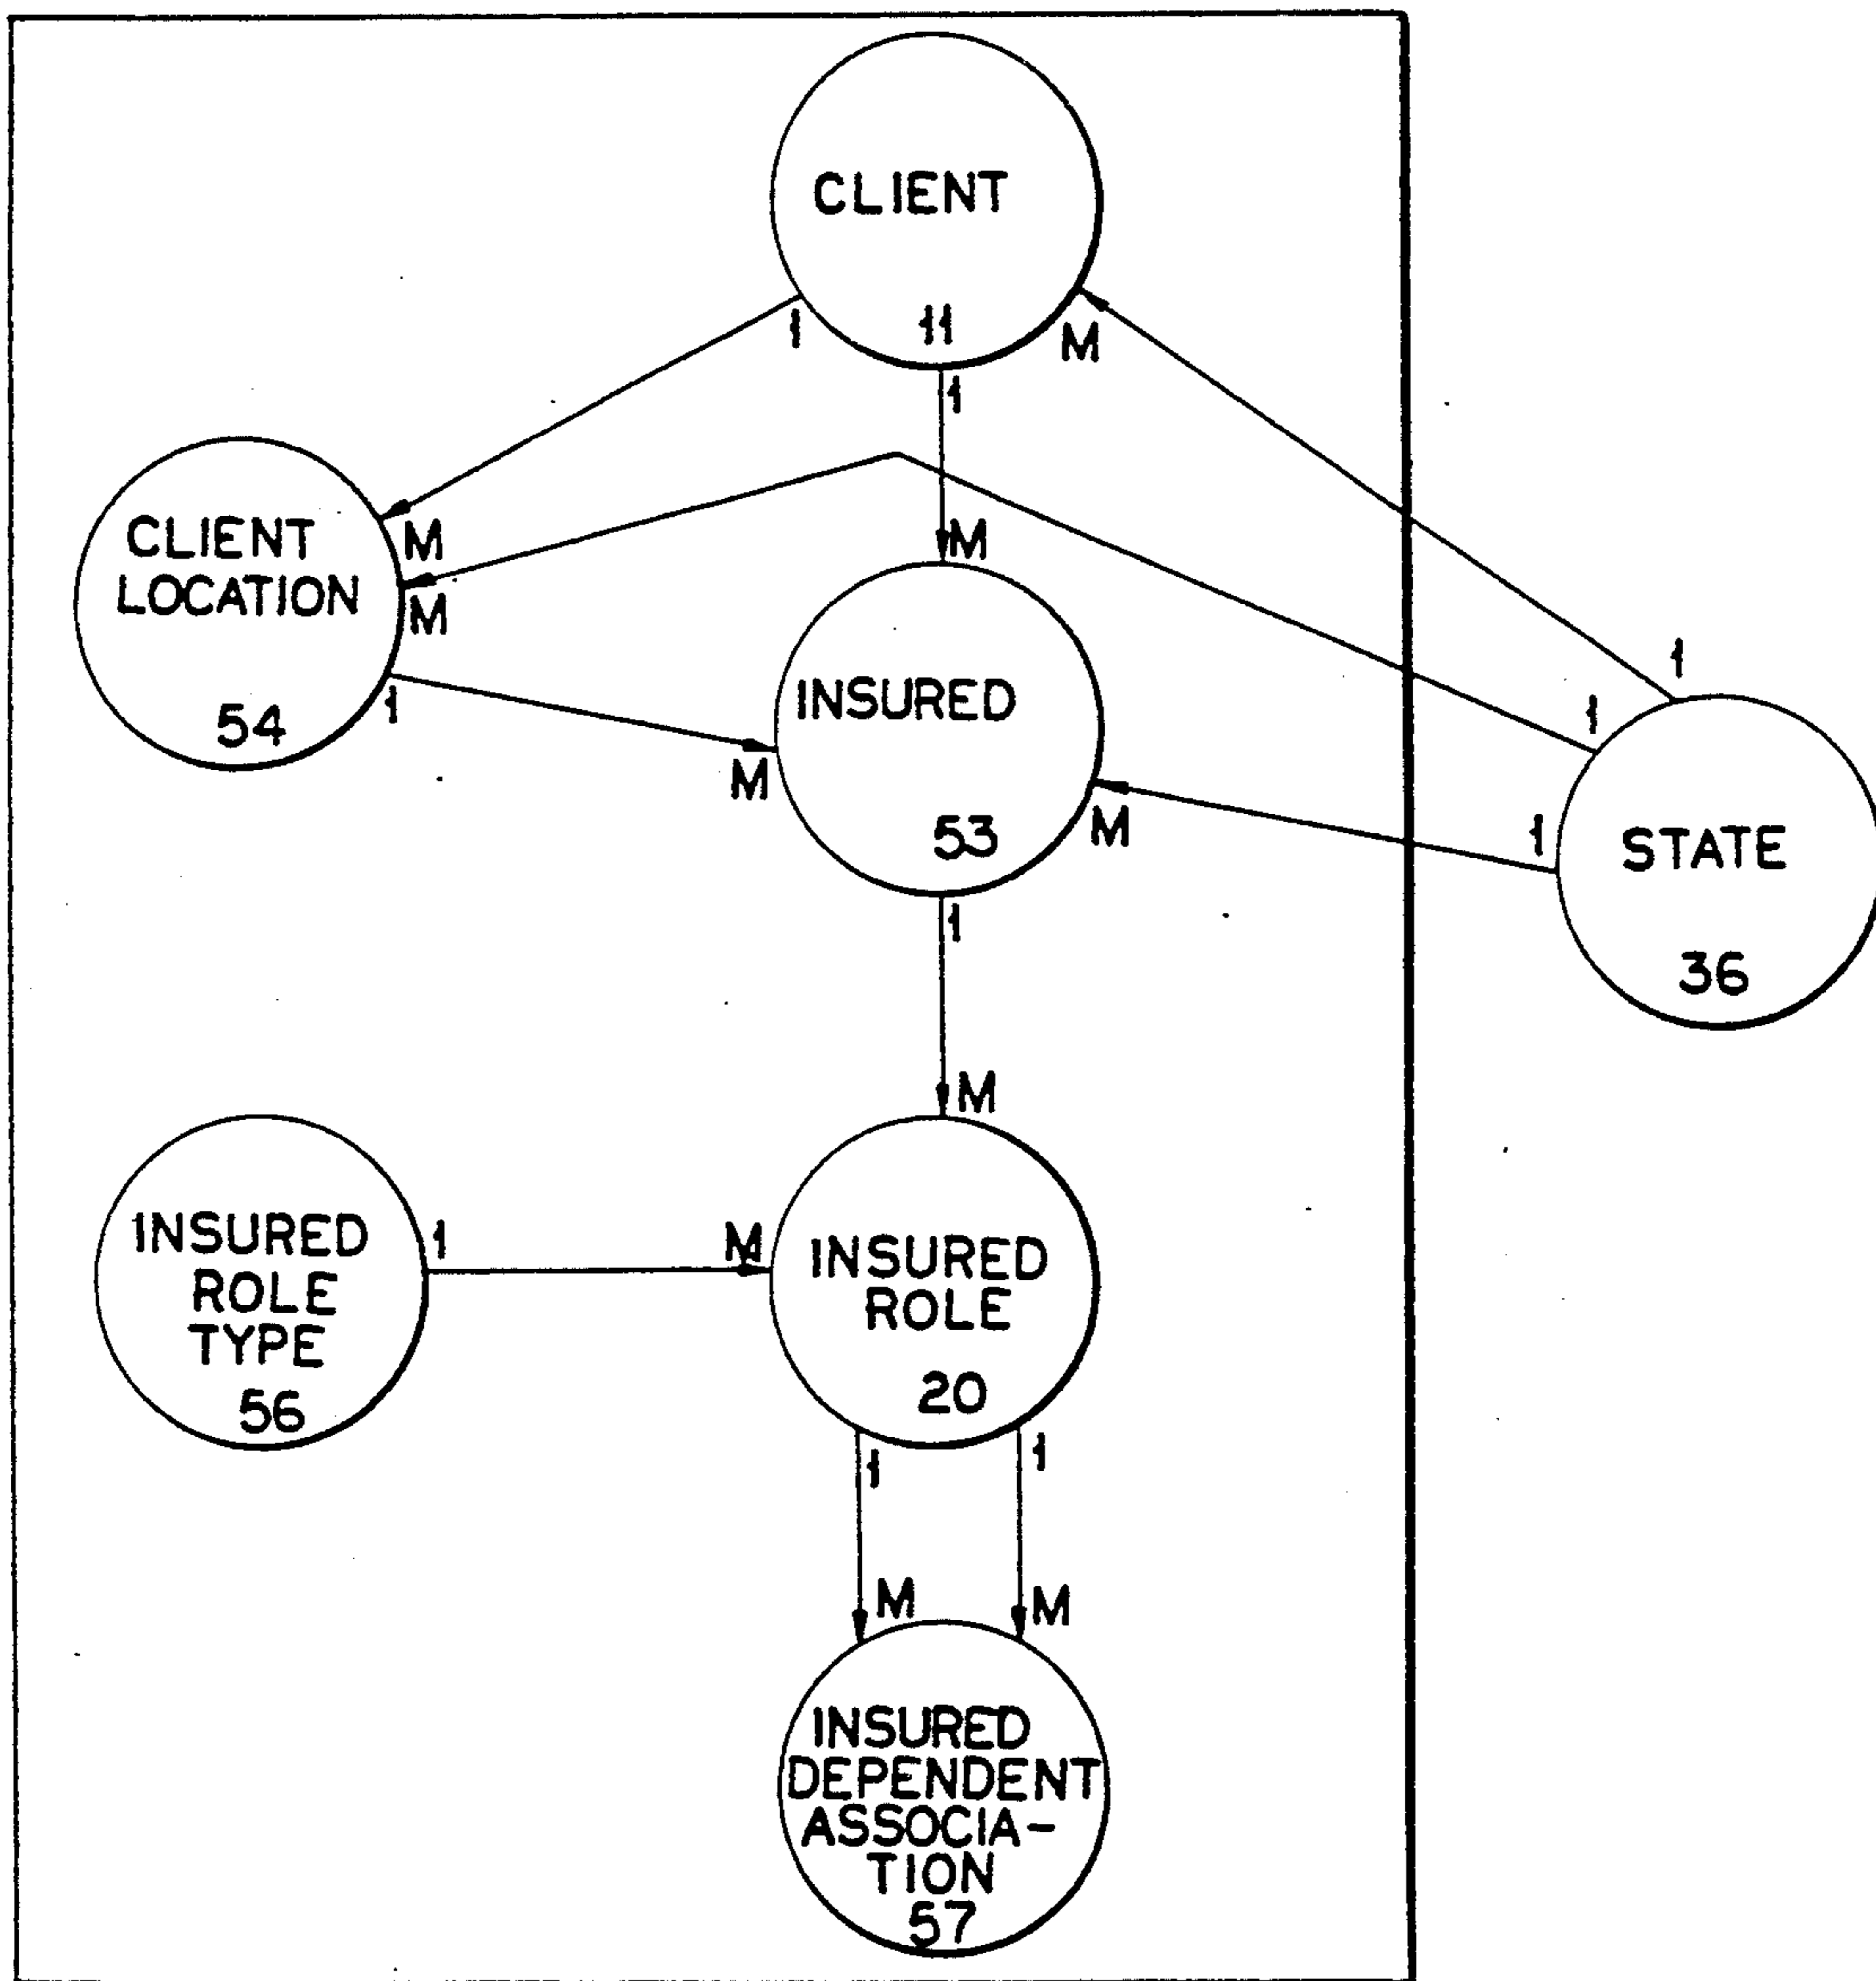 CLIENT
11
1
1
M
M
CLIENT
LOCATION
54
M
M
1
INSURED
53
M
M
1
1
1
1
STATE
36
M
INSURED
ROLE
TYPE
56
1
M
INSURED
ROLE
20
1
1
M
M
INSURED
DEPENDENT
ASSOCIA-
TION
57